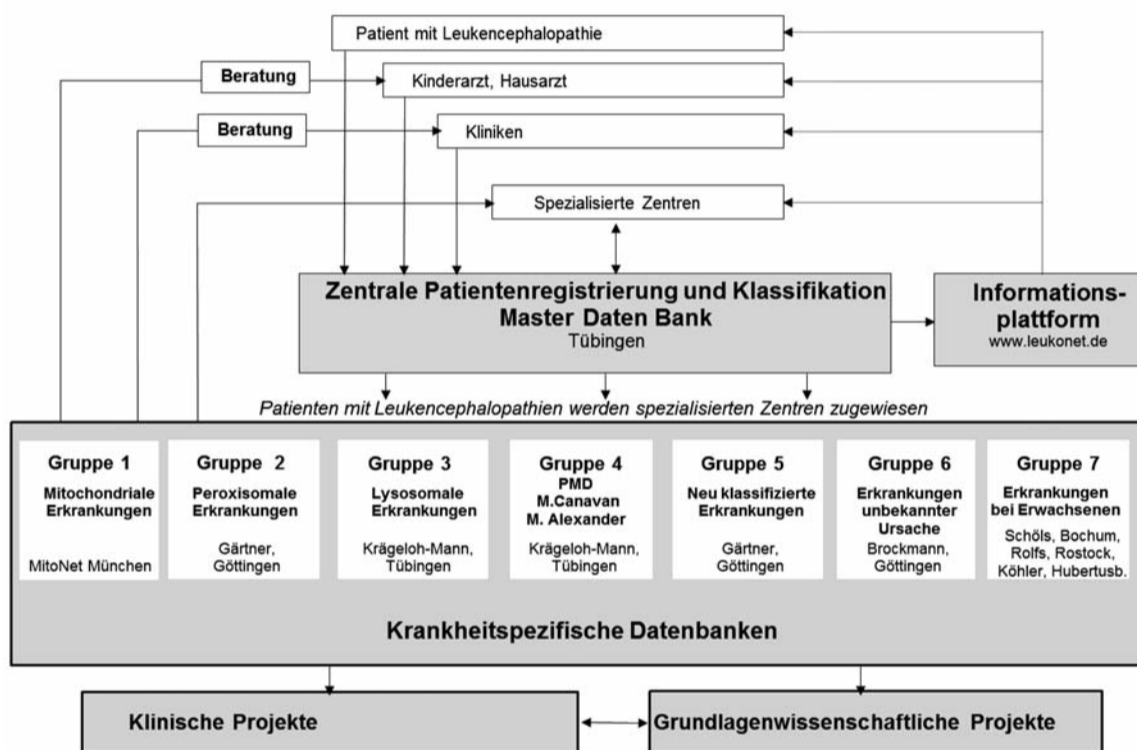 Patient mit Leukencephalopathie
Beratung
Kinderarzt, Hausarzt
Beratung
Kliniken
Spezialisierte Zentren
Zentrale Patientenregistrierung und Klassifikation
Master Daten Bank
Tübingen
Informations-
plattform
www.leukonet.de
Patienten mit Leukencephalopathien werden spezialisierten Zentren zugewiesen
Gruppe 1
Mitochondriale
Erkrankungen
MitoNet München
Gruppe 2
Peroxisomale
Erkrankungen
Gärtner,
Göttingen
Gruppe 3
Lysosomale
Erkrankungen
Krägeloh-Mann,
Tübingen
Gruppe 4
PMD
M.Canavan
M. Alexander
Krägeloh-Mann,
Tübingen
Gruppe 5
Neu klassifizierte
Erkrankungen
Gärtner,
Göttingen
Gruppe 6
Erkrankungen
unbekannter
Ursache
Brockmann,
Göttingen
Gruppe 7
Erkrankungen
bei Erwachsenen
Schöls, Bochum,
Rolfs, Rostock,
Köhler, Hubertusb.
Krankheitspezifische Datenbanken
Klinische Projekte
Grundlagenwissenschaftliche Projekte